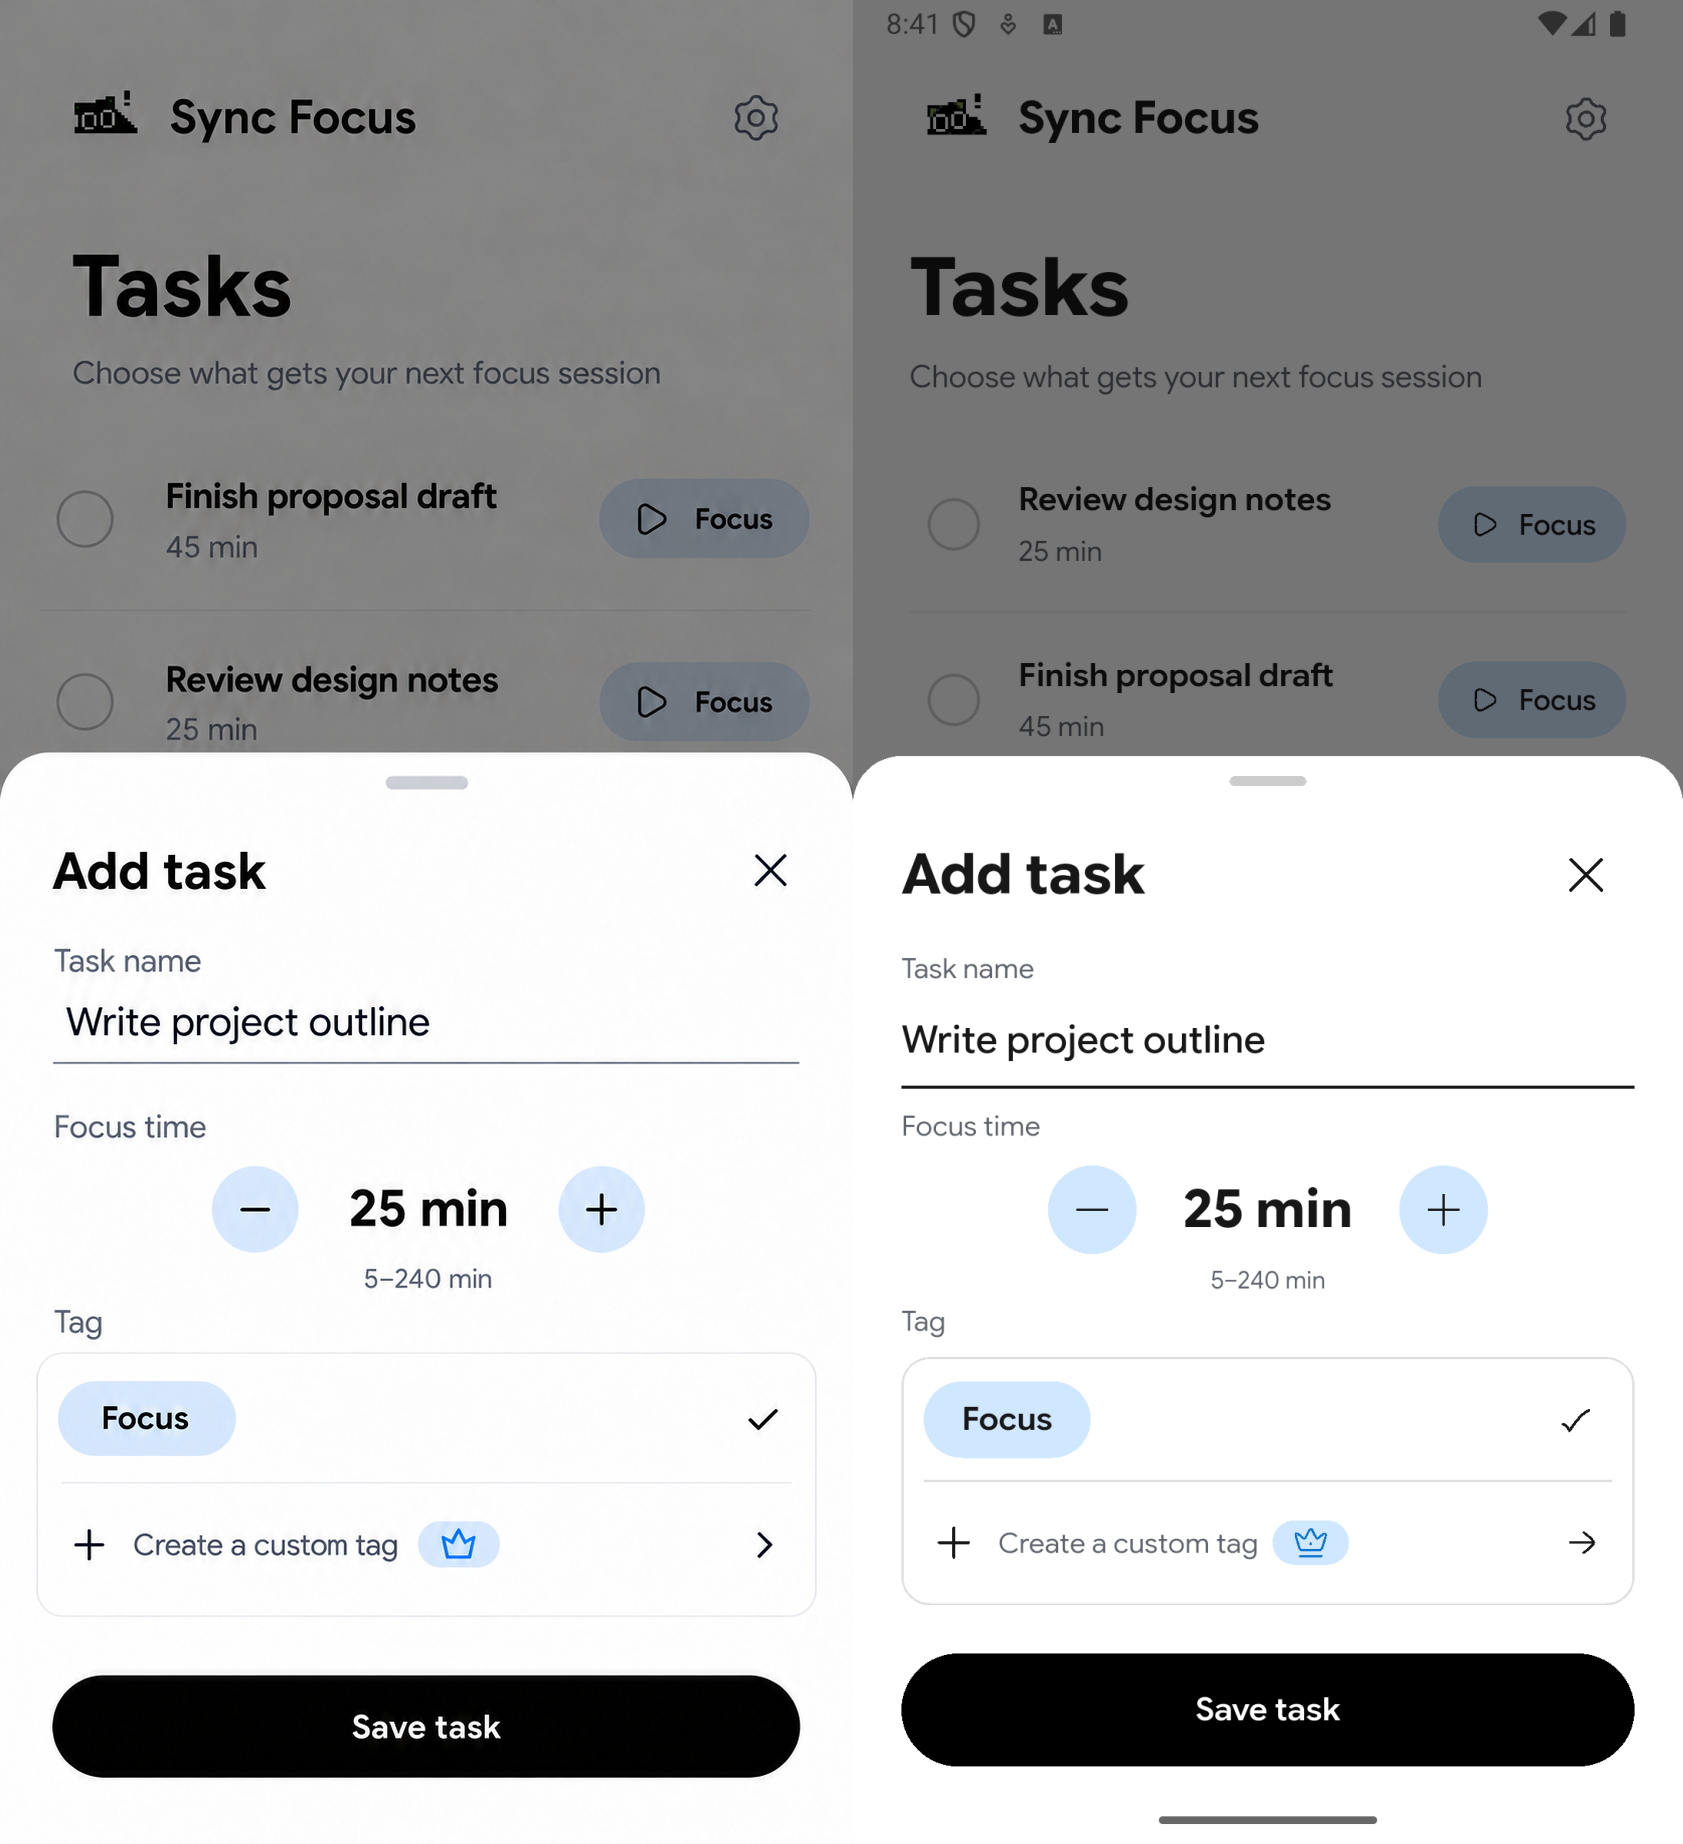 Sync Focus
Tasks
Choose what gets your next focus session
Finish proposal draft
45 min
Focus
Review design notes
25 min
Focus
Add task
Task name
Write project outline
Focus time
25 min
5–240 min
Tag
Focus
Create a custom tag
Save task
8:41
A
Sync Focus
Tasks
Choose what gets your next focus session
Review design notes
25 min
Focus
Finish proposal draft
45 min
Focus
Add task
Task name
Write project outline
Focus time
25 min
5–240 min
Tag
Focus
Create a custom tag
Save task